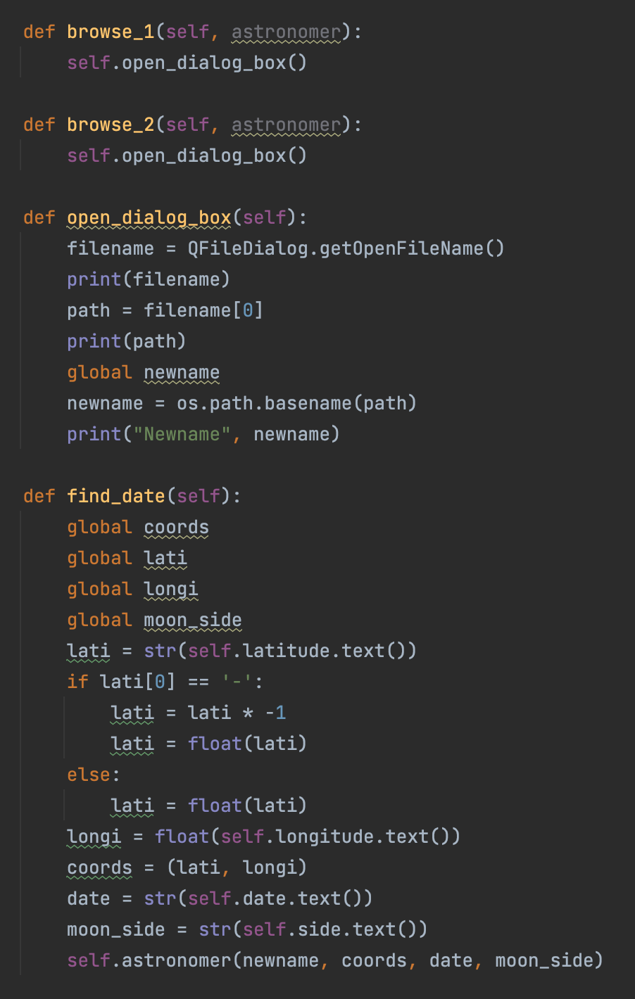 def browse_1(self, astronomer):
    self.open_dialog_box()

def browse_2(self, astronomer):
    self.open_dialog_box()

def open_dialog_box(self):
    filename = QFileDialog.getOpenFileName()
    print(filename)
    path = filename[0]
    print(path)
    global newname
    newname = os.path.basename(path)
    print("Newname", newname)

def find_date(self):
    global coords
    global lati
    global longi
    global moon_side
    lati = str(self.latitude.text())
    if lati[0] == '-':
        lati = lati * -1
        lati = float(lati)
    else:
        lati = float(lati)
    longi = float(self.longitude.text())
    coords = (lati, longi)
    date = str(self.date.text())
    moon_side = str(self.side.text())
    self.astronomer(newname, coords, date, moon_side)